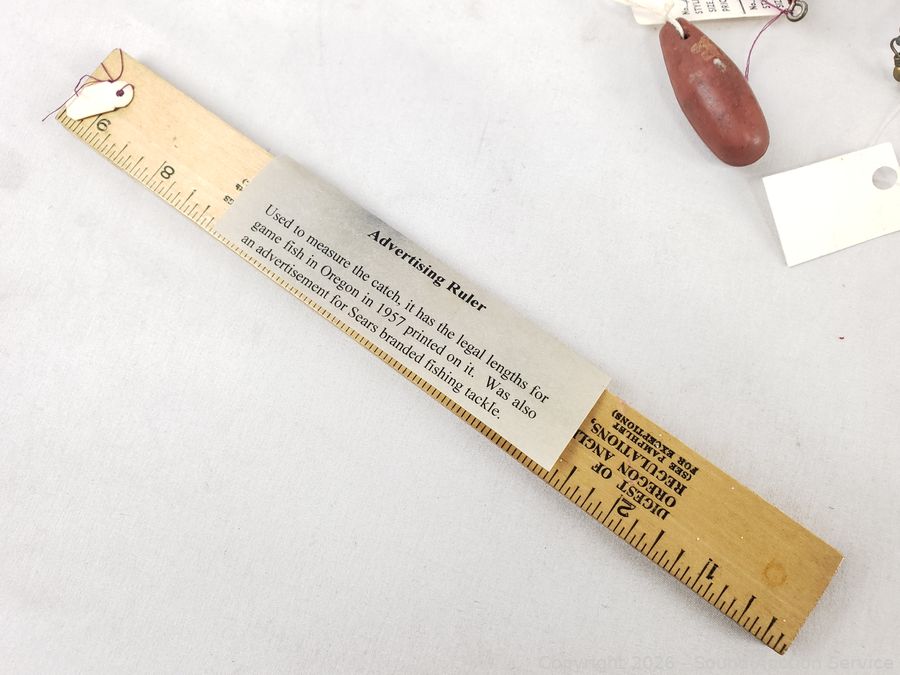 Advertising Ruler
Used to measure the catch, it has the legal lengths for
game fish in Oregon in 1957 printed on it. Was also
an advertisement for Sears branded fishing tackle.
DIGEST OF
OREGON ANGL
REGULATIONS,
(SEE PAMPHLET
FOR EXCEPTIONS)
9
8
2
1
Copyright 2026 - Sound Auction Service